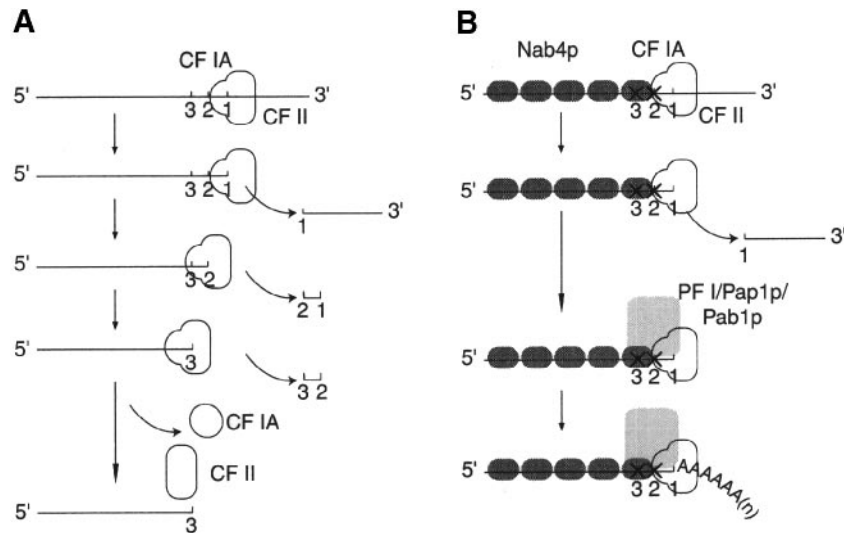 A
CF IA
5' 3'
3 2 1
CF II
5'
3 2 1
3'
1
5'
3 2
2 1
5'
3
3 2
CF IA
CF II
5'
3
B
Nab4p CF IA
5' 3'
3 2 1 CF II
5'
3 2 1
3'
1
PF I/Pap1p/
Pab1p
5'
3 2 1
5' AAAAAA(n)
3 2 1